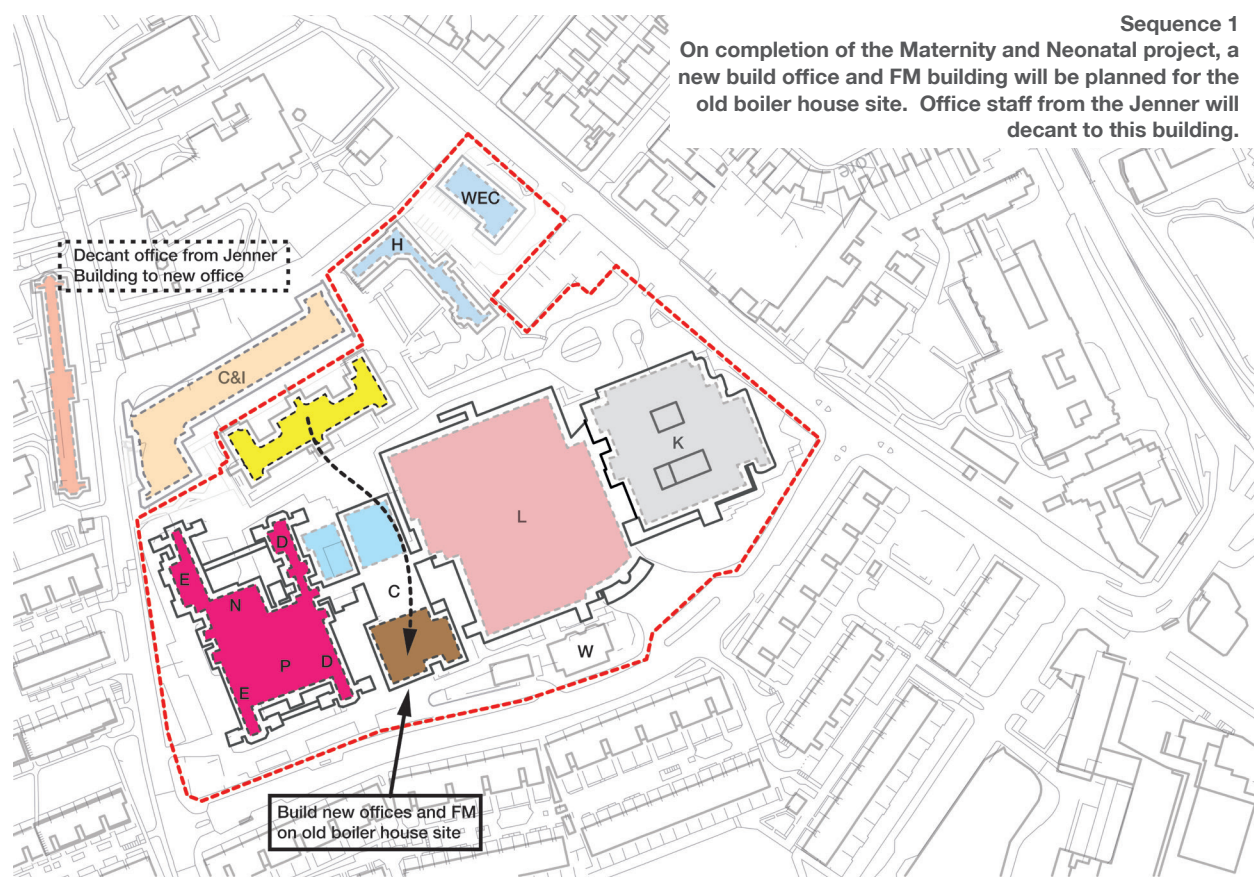 Sequence 1
On completion of the Maternity and Neonatal project, a
new build office and FM building will be planned for the
old boiler house site. Office staff from the Jenner will
decant to this building.
WEC
H
Decant office from Jenner
Building to new office
C&I
K
L
D
E
N
C
W
P
D
E
Build new offices and FM
on old boiler house site